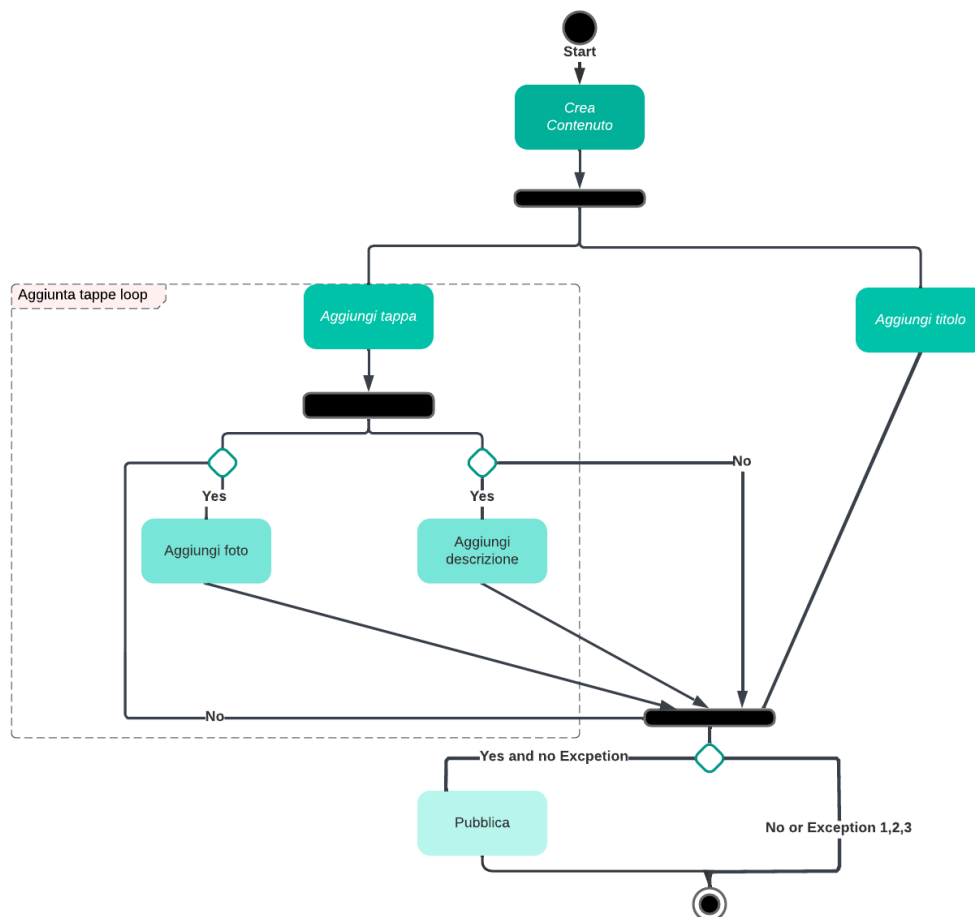 Start
Crea
Contenuto
Aggiunta tappe loop
Aggiungi tappa
Aggiungi titolo
No
Yes
Yes
Aggiungi foto
Aggiungi
descrizione
No
Yes and no Excpetion
Pubblica
No or Exception 1,2,3